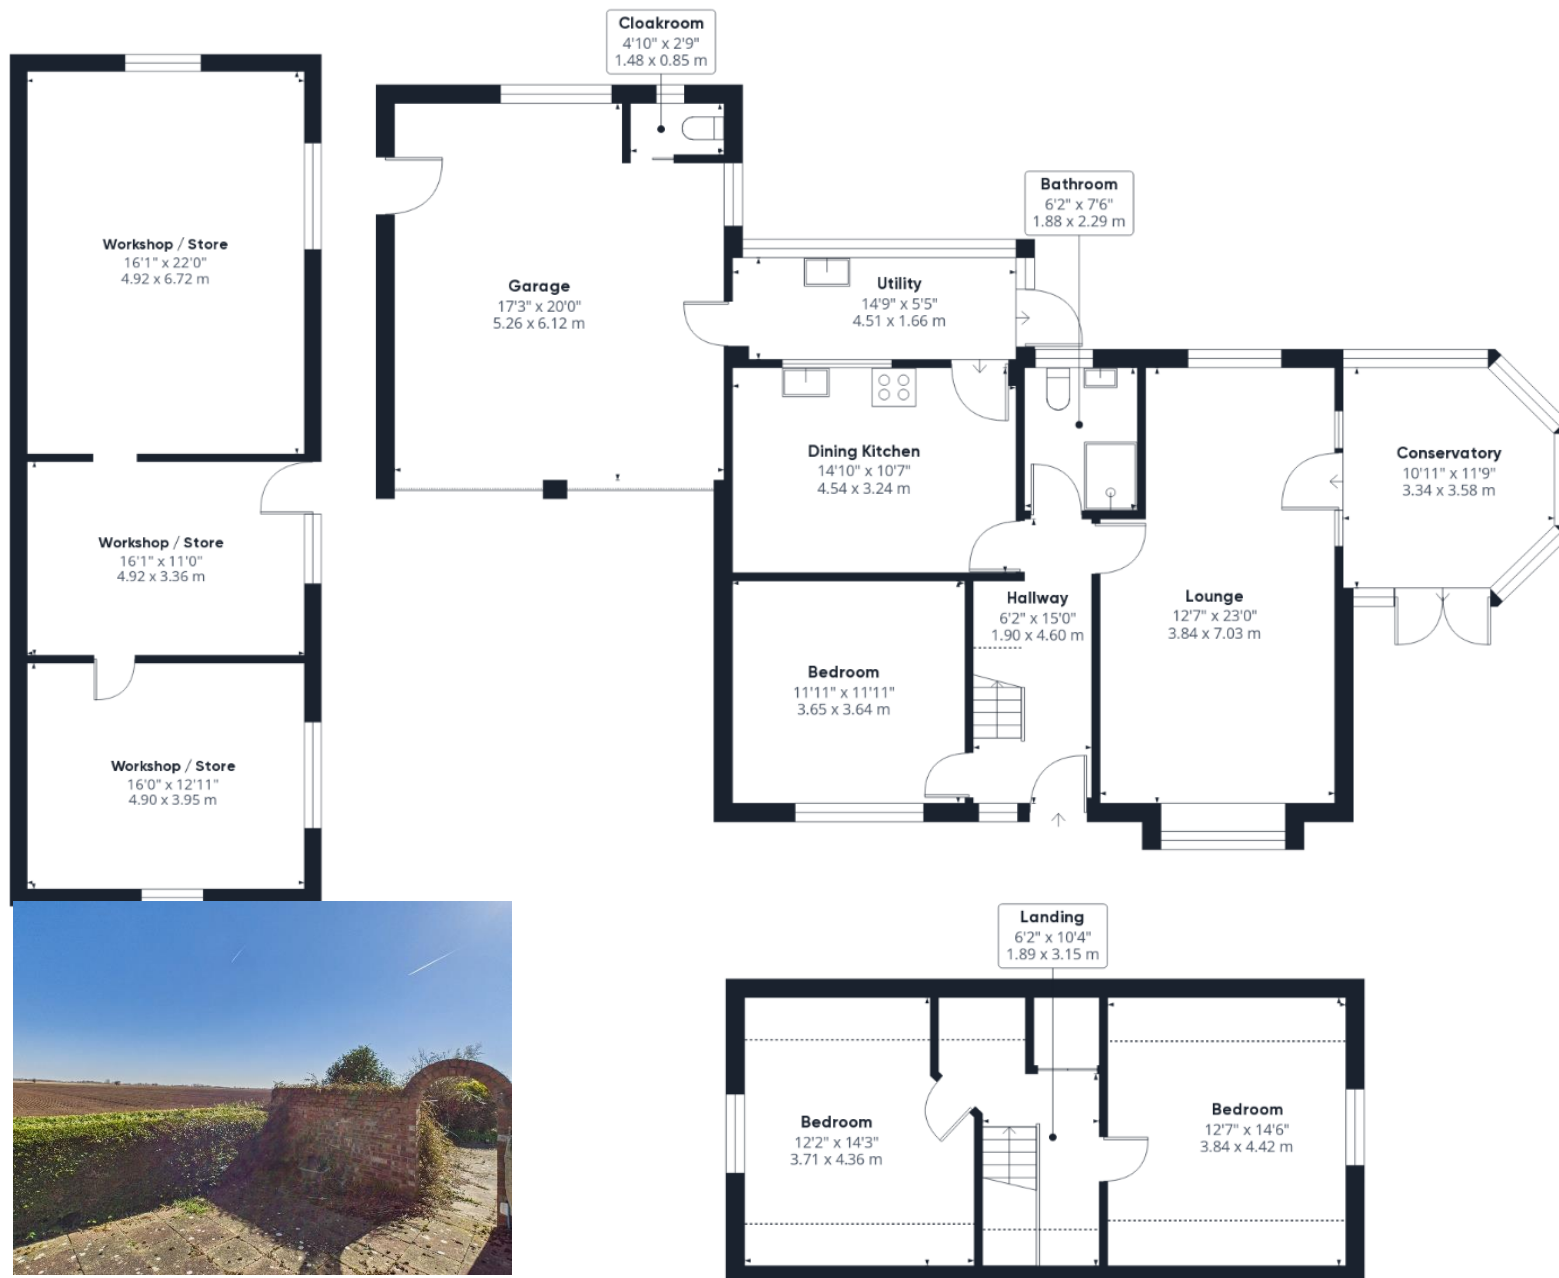 Cloakroom
4'10" x 2'9"
1.48 x 0.85 m
Workshop / Store
16'1" x 22'0"
4.92 x 6.72 m
Garage
17'3" x 20'0"
5.26 x 6.12 m
Bathroom
6'2" x 7'6"
1.88 x 2.29 m
Utility
14'9" x 5'5"
4.51 x 1.66 m
Dining Kitchen
14'10" x 10'7"
4.54 x 3.24 m
Conservatory
10'11" x 11'9"
3.34 x 3.58 m
Workshop / Store
16'1" x 11'0"
4.92 x 3.36 m
Hallway
6'2" x 15'0"
1.90 x 4.60 m
Lounge
12'7" x 23'0"
3.84 x 7.03 m
Bedroom
11'11" x 11'11"
3.65 x 3.64 m
Workshop / Store
16'0" x 12'11"
4.90 x 3.95 m
Landing
6'2" x 10'4"
1.89 x 3.15 m
Bedroom
12'2" x 14'3"
3.71 x 4.36 m
Bedroom
12'7" x 14'6"
3.84 x 4.42 m